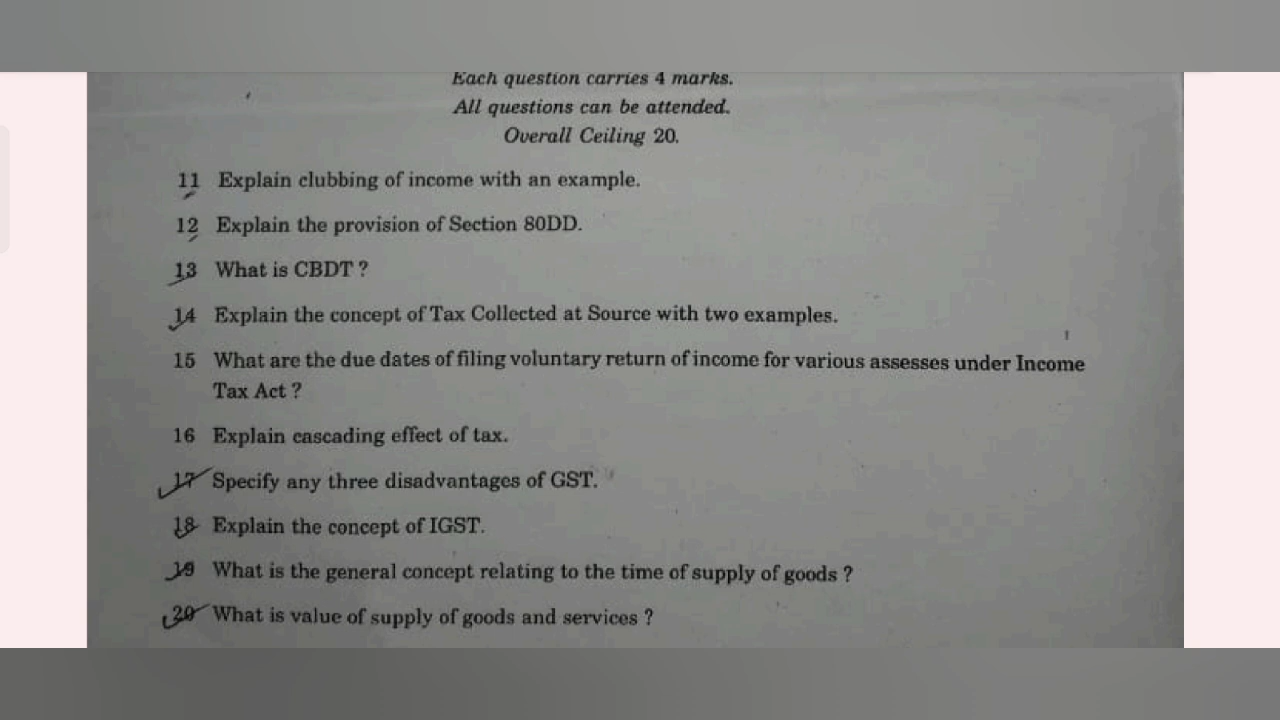 Each question carries 4 marks.
All questions can be attended.
Overall Ceiling 20.
11 Explain clubbing of income with an example.
12 Explain the provision of Section 80DD.
13 What is CBDT ?
14 Explain the concept of Tax Collected at Source with two examples.
15 What are the due dates of filing voluntary return of income for various assesses under Income
Tax Act ?
16 Explain cascading effect of tax.
17 Specify any three disadvantages of GST.
18 Explain the concept of IGST.
19 What is the general concept relating to the time of supply of goods ?
20 What is value of supply of goods and services ?